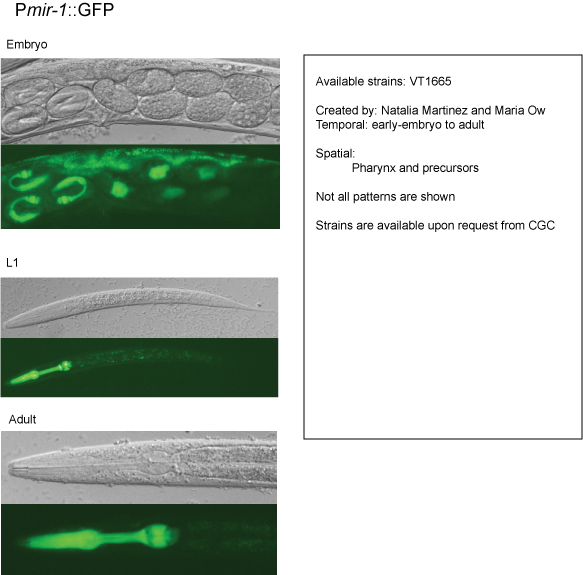 Pmir-1::GFP
Embryo
Available strains: VT1665
Created by: Natalia Martinez and Maria Ow
Temporal: early-embryo to adult
Spatial:
Pharynx and precursors
Not all patterns are shown
Strains are available upon request from CGC
L1
Adult